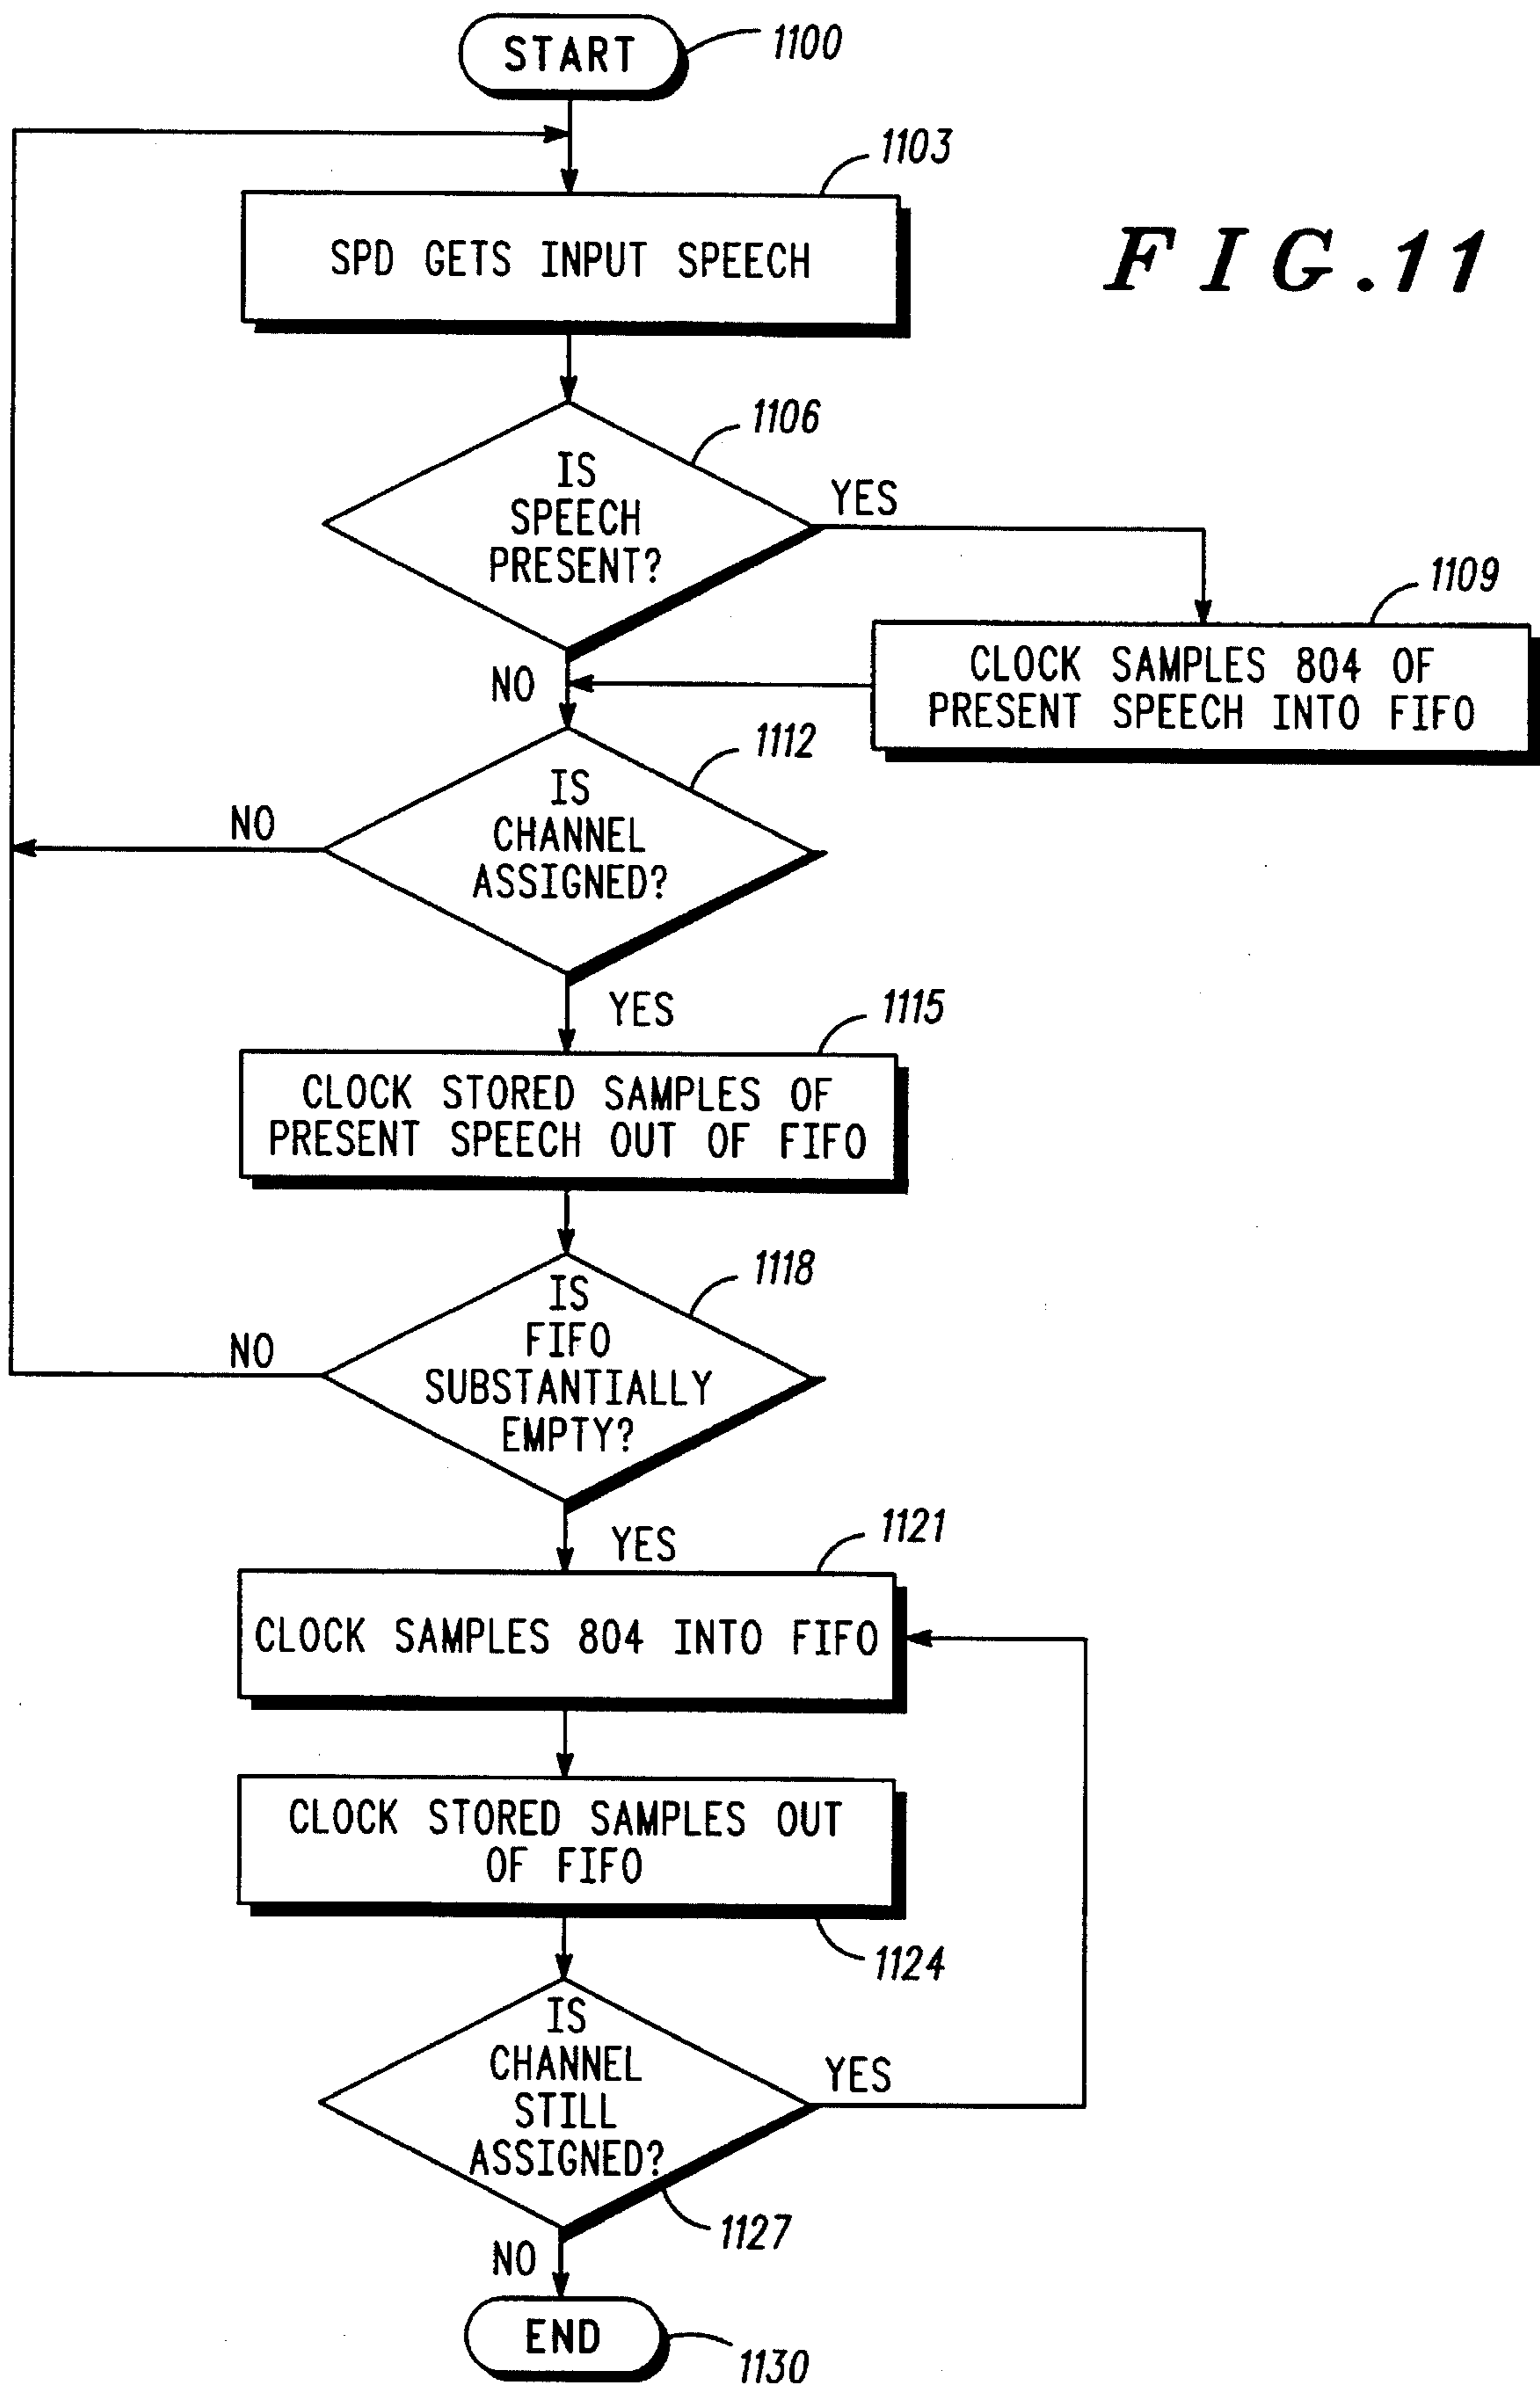 START
1100
1103
SPD GETS INPUT SPEECH
FIG.11
1106
IS
SPEECH
PRESENT?
YES
1109
CLOCK SAMPLES 804 OF
PRESENT SPEECH INTO FIFO
NO
1112
IS
CHANNEL
ASSIGNED?
NO
YES
1115
CLOCK STORED SAMPLES OF
PRESENT SPEECH OUT OF FIFO
1118
IS
FIFO
SUBSTANTIALLY
EMPTY?
NO
YES
1121
CLOCK SAMPLES 804 INTO FIFO
CLOCK STORED SAMPLES OUT
OF FIFO
1124
IS
CHANNEL
STILL
ASSIGNED?
YES
1127
NO
END
1130